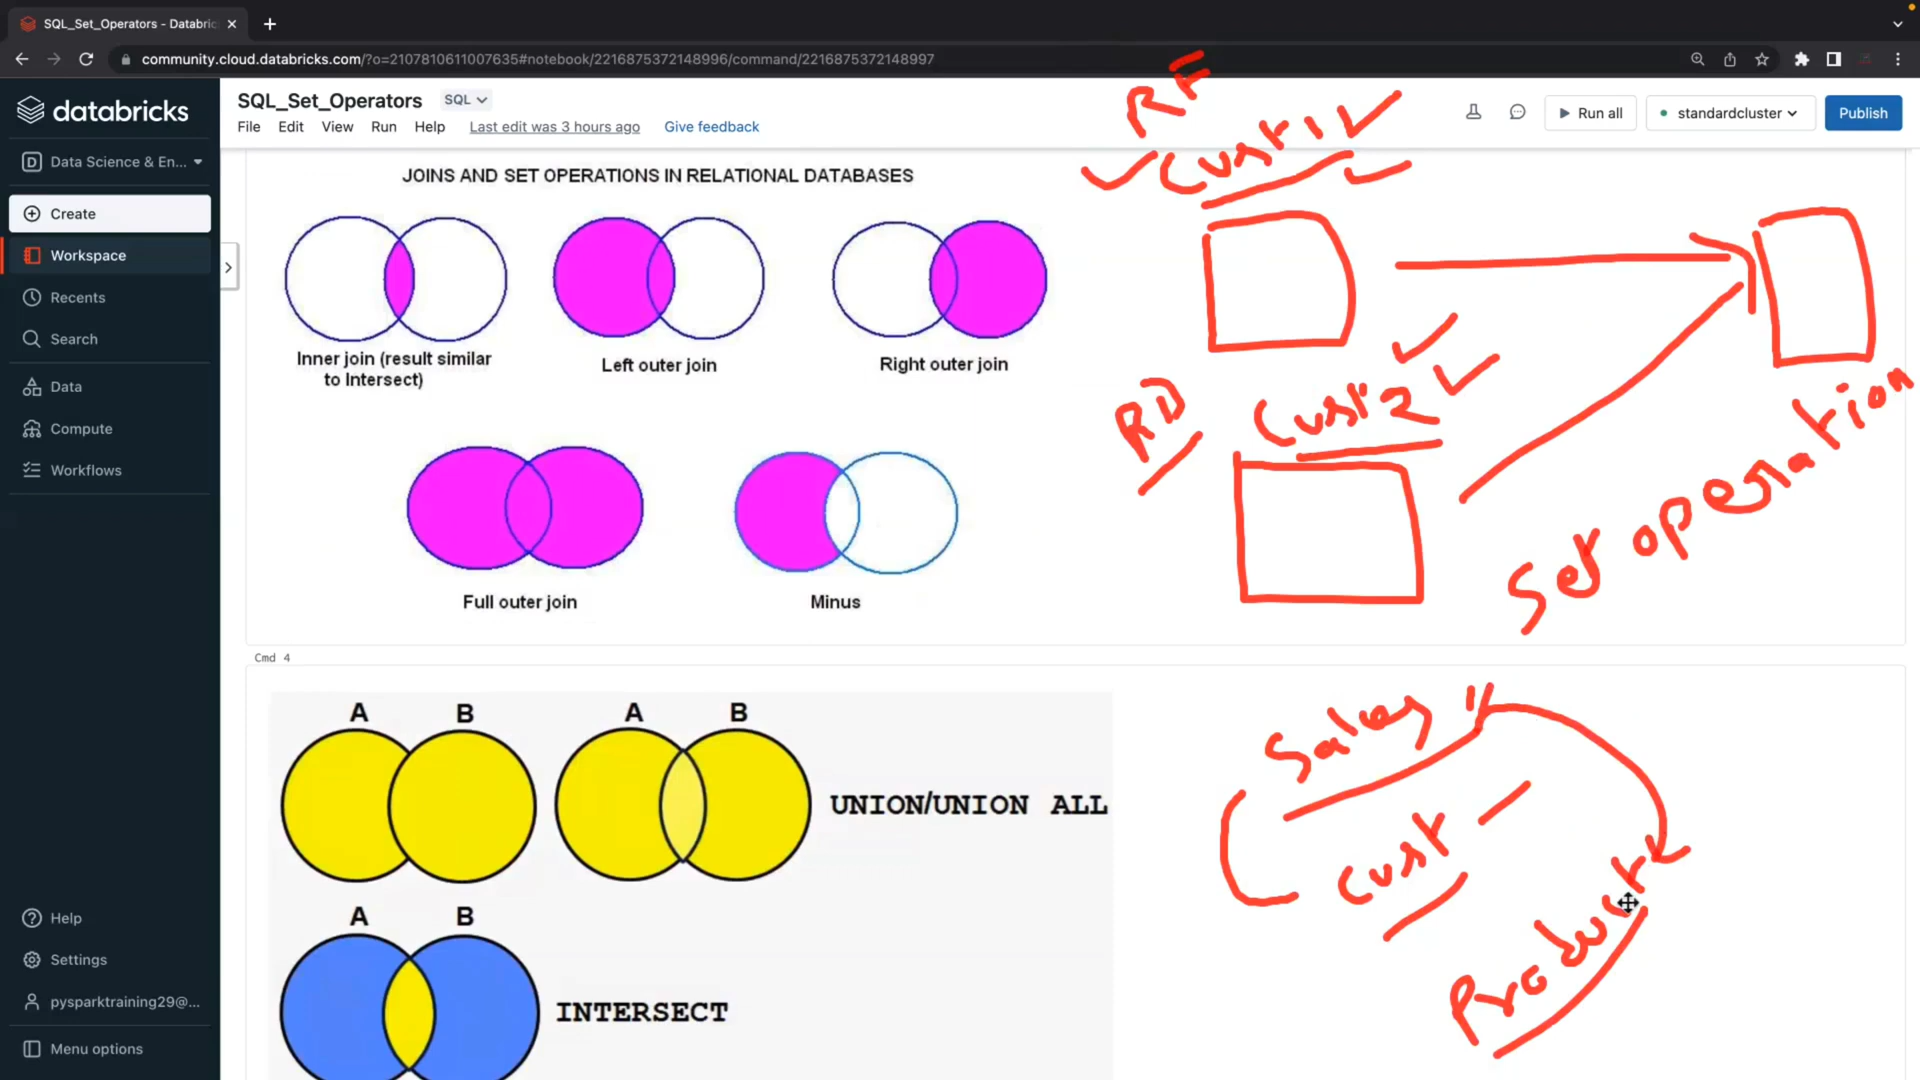 SQL_Set_Operators - Databric
community.cloud.databricks.com/?o=2107810611007635#notebook/2216875372148996/command/2216875372148997
databricks
Data Science & En...
Create
Workspace
Recents
Search
Data
Compute
Workflows
Help
Settings
pysparktraining29@...
Menu options
SQL_Set_Operators SQL
File Edit View Run Help Last edit was 3 hours ago Give feedback
Run all standardcluster Publish
JOINS AND SET OPERATIONS IN RELATIONAL DATABASES
Inner join (result similar
to Intersect)
Left outer join
Right outer join
Full outer join
Minus
RF
Cust1
RD
Cust2
Set operation
Cmd 4
A B A B
UNION/UNION ALL
A B
INTERSECT
Sales
Cust
Product